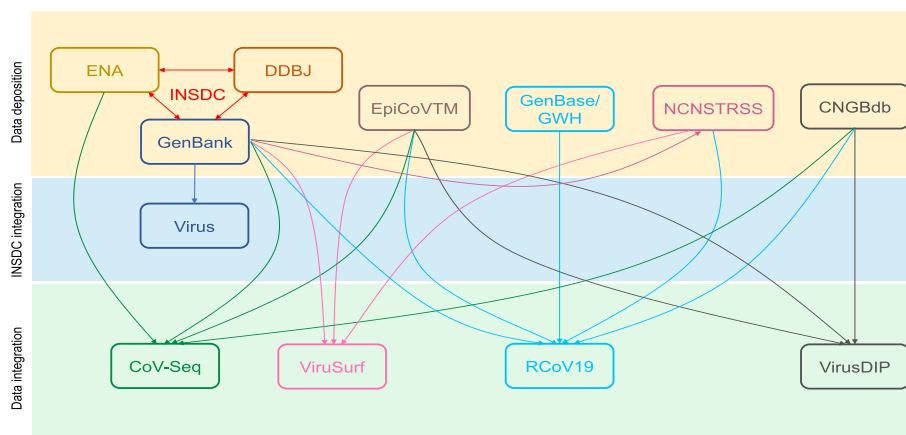 Data deposition
ENA
DDBJ
INSDC
GenBank
EpiCoVTM
GenBase/
GWH
NCNSTRSS
CNGBdb
INSDC integration
Virus
Data integration
CoV-Seq
ViruSurf
RCoV19
VirusDIP